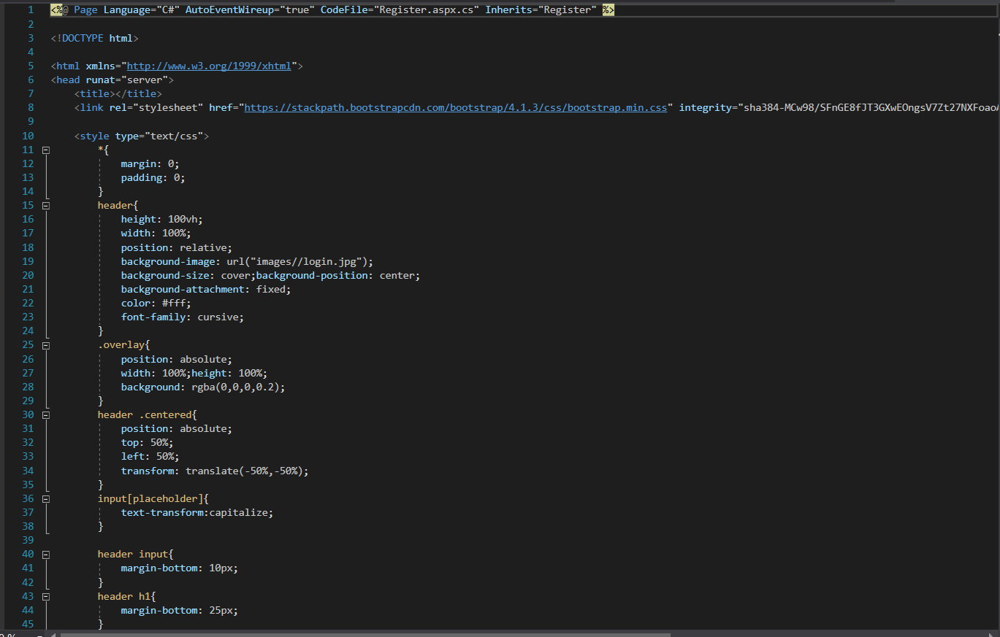 1 <%@ Page Language="C#" AutoEventWireup="true" CodeFile="Register.aspx.cs" Inherits="Register" %>
2
3 <!DOCTYPE html>
4
5 <html xmlns="http://www.w3.org/1999/xhtml">
6 <head runat="server">
7 <title></title>
8 <link rel="stylesheet" href="https://stackpath.bootstrapcdn.com/bootstrap/4.1.3/css/bootstrap.min.css" integrity="sha384-MCw98/SFnGE8fJT3GXwEOngsV7Zt27NXFoaoA
9
10 <style type="text/css">
11 *{
12 margin: 0;
13 padding: 0;
14 }
15 header{
16 height: 100vh;
17 width: 100%;
18 position: relative;
19 background-image: url("images//login.jpg");
20 background-size: cover;background-position: center;
21 background-attachment: fixed;
22 color: #fff;
23 font-family: cursive;
24 }
25 .overlay{
26 position: absolute;
27 width: 100%;height: 100%;
28 background: rgba(0,0,0,0.2);
29 }
30 header .centered{
31 position: absolute;
32 top: 50%;
33 left: 50%;
34 transform: translate(-50%,-50%);
35 }
36 input[placeholder]{
37 text-transform:capitalize;
38 }
39
40 header input{
41 margin-bottom: 10px;
42 }
43 header h1{
44 margin-bottom: 25px;
45 }